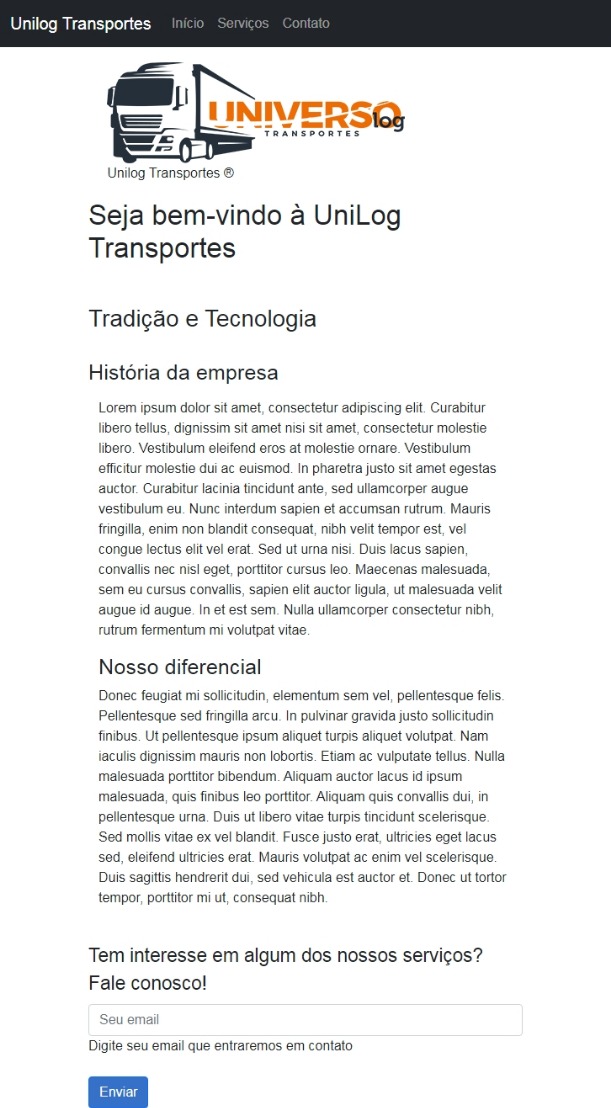 Unilog Transportes Início Serviços Contato
UNIVERSO
log
TRANSPORTES
Unilog Transportes ®
Seja bem-vindo à UniLog
Transportes
Tradição e Tecnologia
História da empresa
Lorem ipsum dolor sit amet, consectetur adipiscing elit. Curabitur
libero tellus, dignissim sit amet nisi sit amet, consectetur molestie
libero. Vestibulum eleifend eros at molestie ornare. Vestibulum
efficitur molestie dui ac euismod. In pharetra justo sit amet egestas
auctor. Curabitur lacinia tincidunt ante, sed ullamcorper augue
vestibulum eu. Nunc interdum sapien et accumsan rutrum. Mauris
fringilla, enim non blandit consequat, nibh velit tempor est, vel
congue lectus elit vel erat. Sed ut urna nisi. Duis lacus sapien,
convallis nec nisl eget, porttitor cursus leo. Maecenas malesuada,
sem eu cursus convallis, sapien elit auctor ligula, ut malesuada velit
augue id augue. In et est sem. Nulla ullamcorper consectetur nibh,
rutrum fermentum mi volutpat vitae.
Nosso diferencial
Donec feugiat mi sollicitudin, elementum sem vel, pellentesque felis.
Pellentesque sed fringilla arcu. In pulvinar gravida justo sollicitudin
finibus. Ut pellentesque ipsum aliquet turpis aliquet volutpat. Nam
iaculis dignissim mauris non lobortis. Etiam ac vulputate tellus. Nulla
malesuada porttitor bibendum. Aliquam auctor lacus id ipsum
malesuada, quis finibus leo porttitor. Aliquam quis convallis dui, in
pellentesque urna. Duis ut libero vitae turpis tincidunt scelerisque.
Sed mollis vitae ex vel blandit. Fusce justo erat, ultricies eget lacus
sed, eleifend ultricies erat. Mauris volutpat ac enim vel scelerisque.
Duis sagittis hendrerit dui, sed vehicula est auctor et. Donec ut tortor
tempor, porttitor mi ut, consequat nibh.
Tem interesse em algum dos nossos serviços?
Fale conosco!
Seu email
Digite seu email que entraremos em contato
Enviar